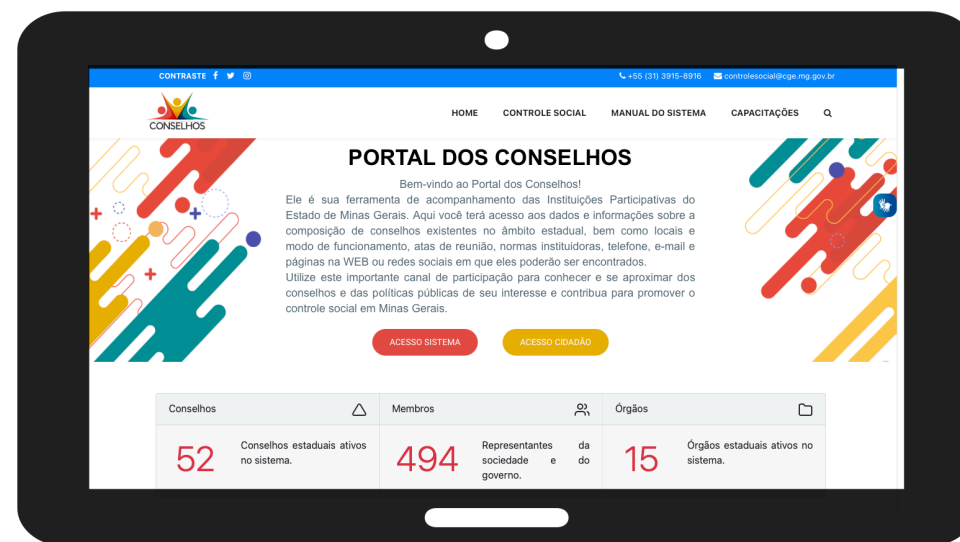 CONTRASTE
+55 (31) 3915-8916 controlesocial@cge.mg.gov.br
CONSELHOS
HOME CONTROLE SOCIAL MANUAL DO SISTEMA CAPACITAÇÕES
PORTAL DOS CONSELHOS
Bem-vindo ao Portal dos Conselhos!
Ele é sua ferramenta de acompanhamento das Instituições Participativas do
Estado de Minas Gerais. Aqui você terá acesso aos dados e informações sobre a
composição de conselhos existentes no âmbito estadual, bem como locais e
modo de funcionamento, atas de reunião, normas instituidoras, telefone, e-mail e
páginas na WEB ou redes sociais em que eles poderão ser encontrados.
Utilize este importante canal de participação para conhecer e se aproximar dos
conselhos e das políticas públicas de seu interesse e contribua para promover o
controle social em Minas Gerais.
ACESSO SISTEMA ACESSO CIDADÃO
Conselhos
52
Conselhos estaduais ativos
no sistema.
Membros
494
Representantes da
sociedade e do
governo.
Órgãos
15
Órgãos estaduais ativos no
sistema.